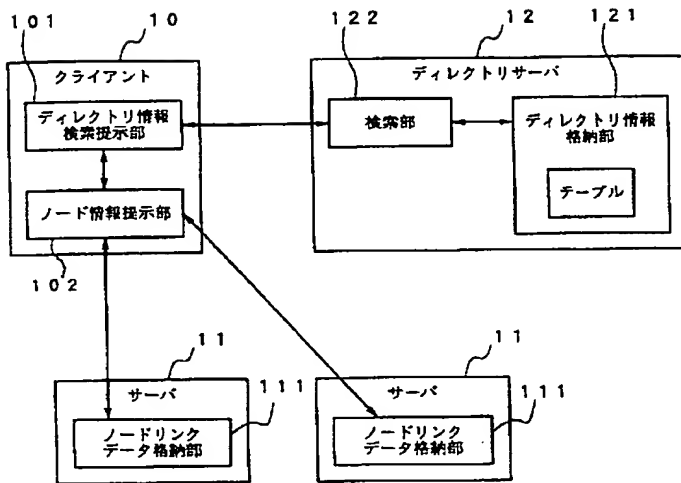 １０１
１０
１２２
１２
１２１
クライアント
ディレクトリサーバ
ディレクトリ情報
検索提示部
検索部
ディレクトリ情報
格納部
テーブル
ノード情報提示部
１０２
１１
１１
サーバ
１１１
サーバ
１１１
ノードリンク
データ格納部
ノードリンク
データ格納部